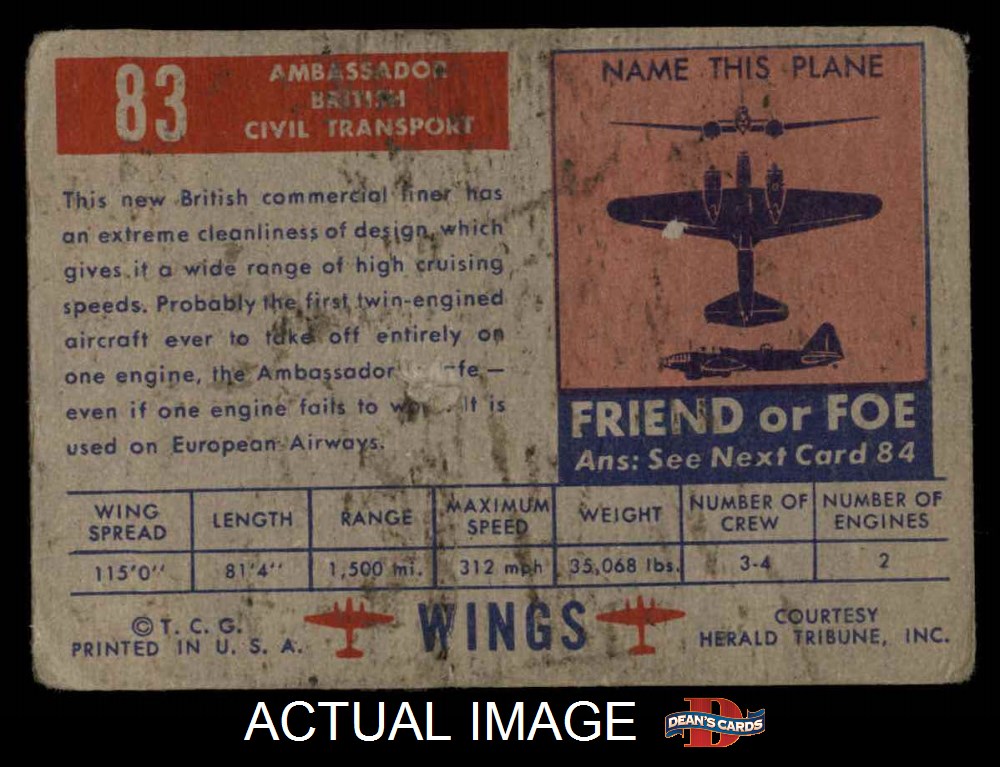 83
AMBASSADOR
BRITISH
CIVIL TRANSPORT
This new British commercial liner has
an extreme cleanliness of design, which
gives it a wide range of high cruising
speeds. Probably the first twin-engined
aircraft ever to take off entirely on
one engine, the Ambassador —
even if one engine fails to It is
used on European Airways.
NAME THIS PLANE
FRIEND or FOE
Ans: See Next Card 84
WING SPREAD LENGTH RANGE MAXIMUM SPEED WEIGHT NUMBER OF CREW NUMBER OF ENGINES
115'0'' 81'4'' 1,500 mi. 312 mph 35,068 lbs. 3-4 2
© T. C. G.
PRINTED IN U. S. A.
WINGS
COURTESY
HERALD TRIBUNE, INC.
ACTUAL IMAGE
D
DEAN'S CARDS